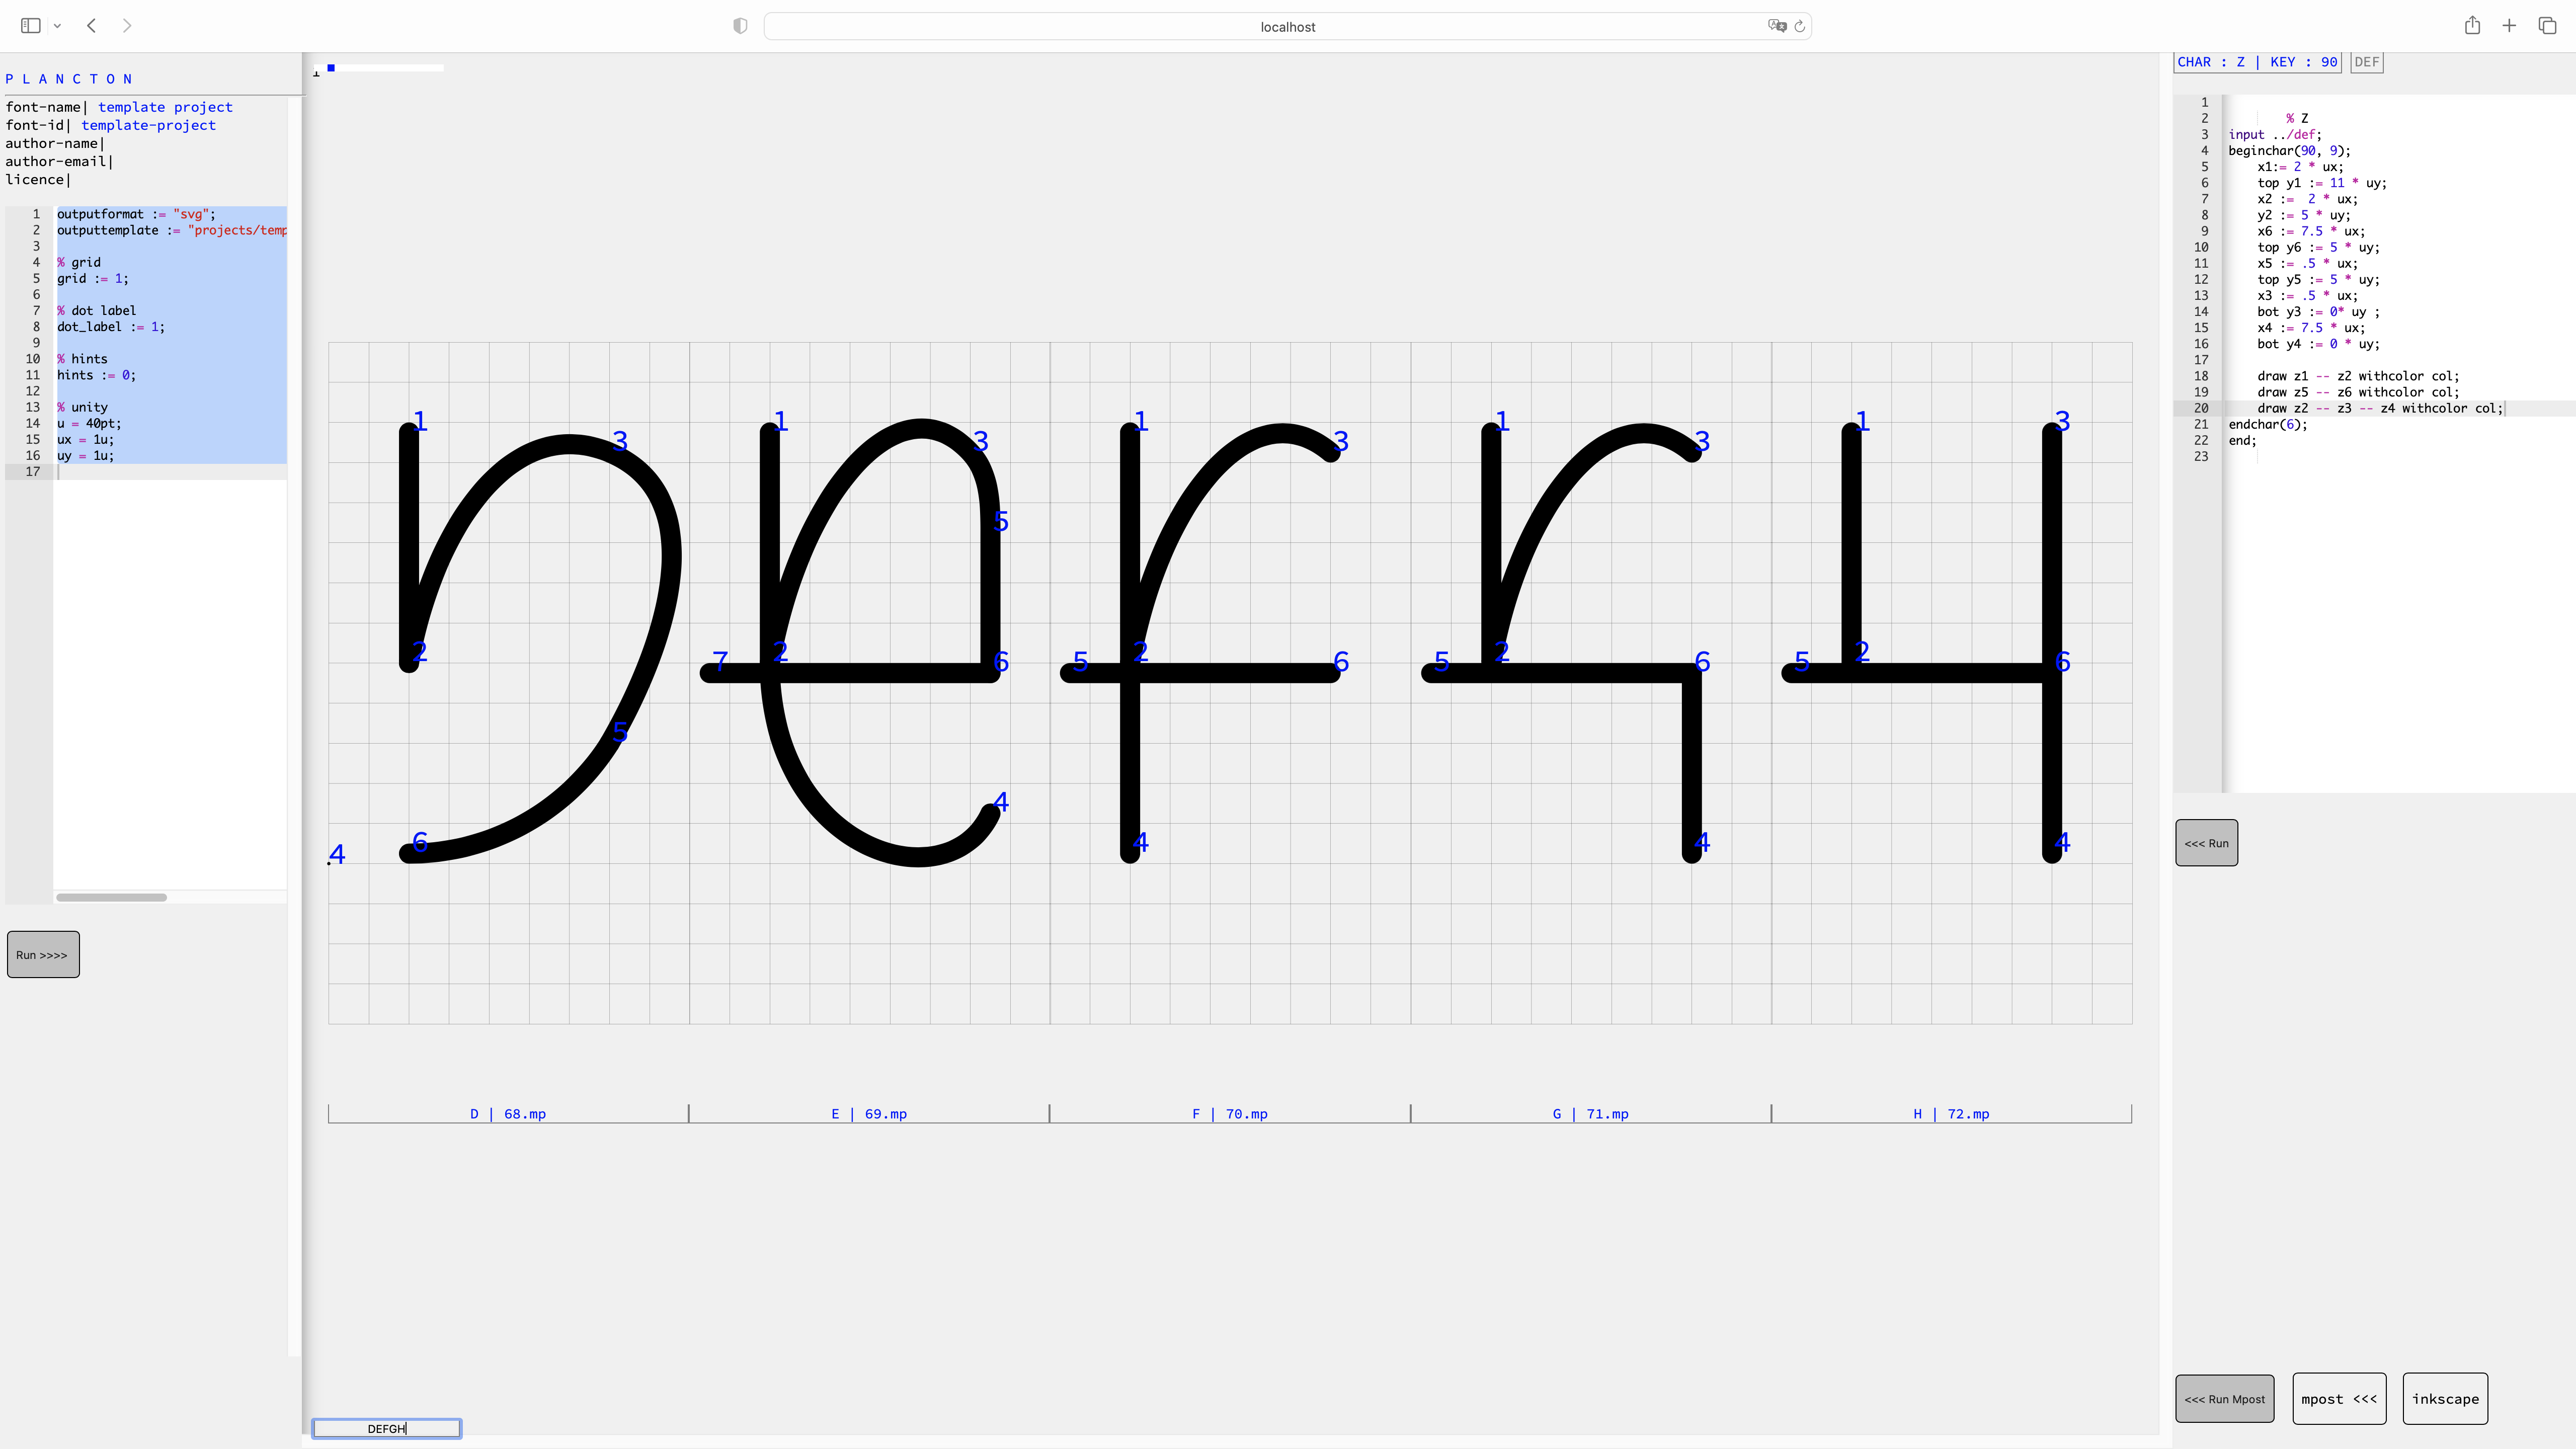 localhost
P L A N C T O N
font-name| template project
font-id| template-project
author-name|
author-email|
licence|
1 outputformat := "svg";
2 outputtemplate := "projects/temp
3
4 % grid
5 grid := 1;
6
7 % dot label
8 dot_label := 1;
9
10 % hints
11 hints := 0;
12
13 % unity
14 u = 40pt;
15 ux = 1u;
16 uy = 1u;
17
Run >>>>
1 2 3 5 6 4
1 2 3 5 6 7 4
1 2 3 5 6 4
1 2 3 5 6 4
1 2 3 5 6 4
D | 68.mp
E | 69.mp
F | 70.mp
G | 71.mp
H | 72.mp
DEFGH
CHAR : Z | KEY : 90 DEF
1
2 % Z
3 input ../def;
4 beginchar(90, 9);
5 x1:= 2 * ux;
6 top y1 := 11 * uy;
7 x2 :=  2 * ux;
8 y2 := 5 * uy;
9 x6 := 7.5 * ux;
10 top y6 := 5 * uy;
11 x5 := .5 * ux;
12 top y5 := 5 * uy;
13 x3 := .5 * ux;
14 bot y3 := 0* uy ;
15 x4 := 7.5 * ux;
16 bot y4 := 0 * uy;
17
18 draw z1 -- z2 withcolor col;
19 draw z5 -- z6 withcolor col;
20 draw z2 -- z3 -- z4 withcolor col;
21 endchar(6);
22 end;
23
<<< Run
<<< Run Mpost
mpost <<<
inkscape